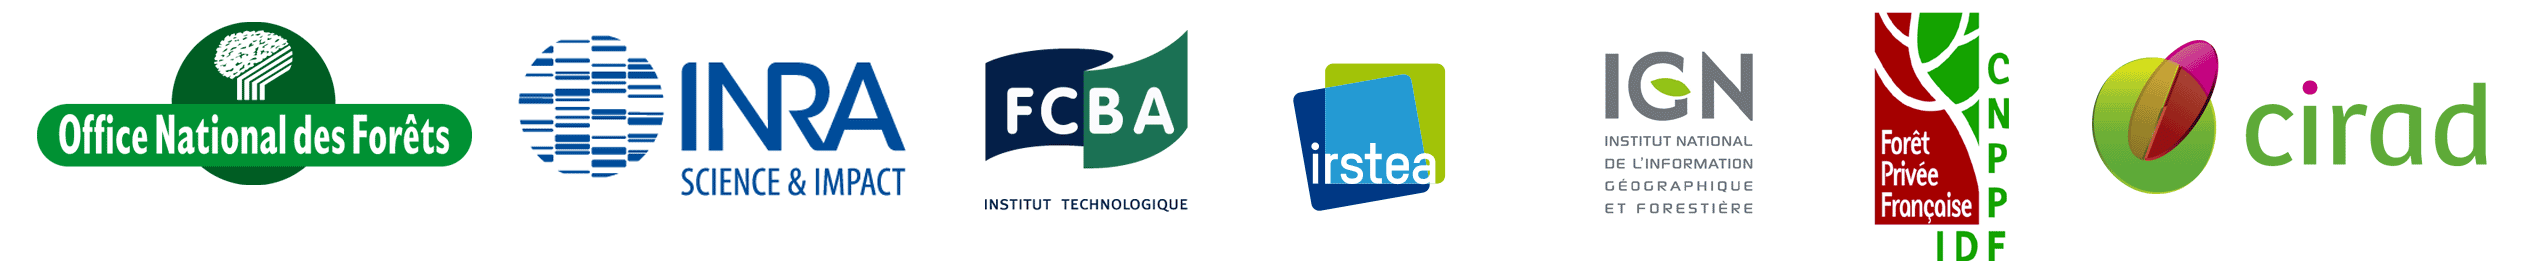 Office National des Forêts
INRA
SCIENCE & IMPACT
FCBA
INSTITUT TECHNOLOGIQUE
irstea
IGN
INSTITUT NATIONAL
DE L'INFORMATION
GÉOGRAPHIQUE
ET FORESTIÈRE
Forêt
Privée
Française
CNPPF
IDF
cirad